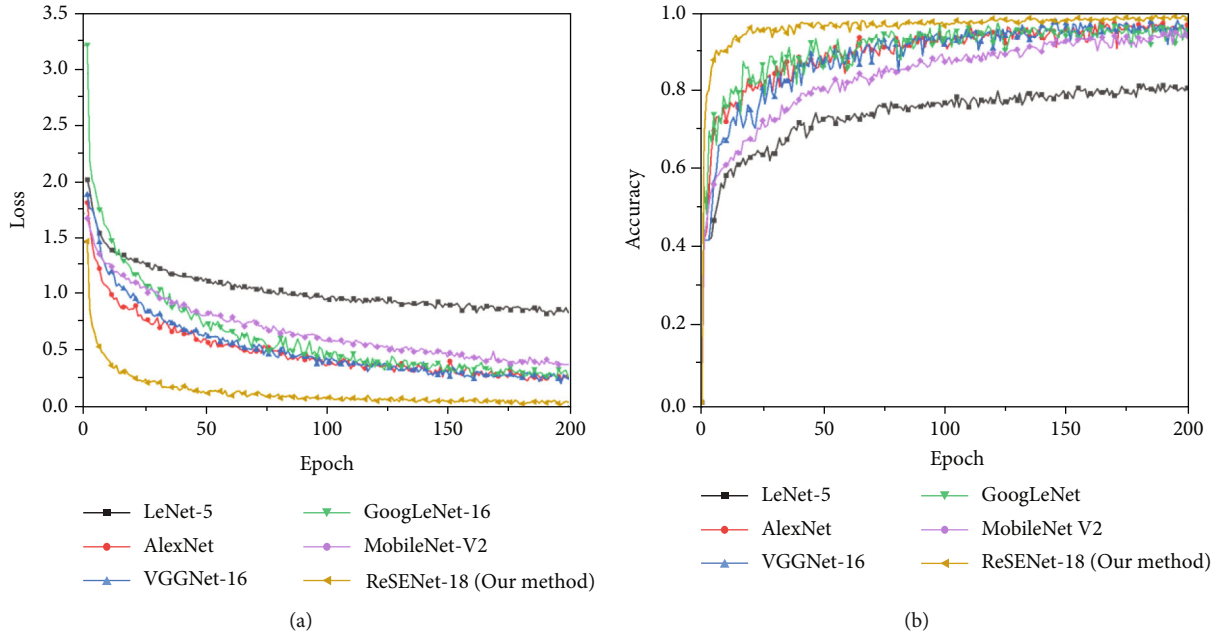 3.5
3.0
3.5
2.0
1.5
1.0
0.5
0.0
Loss
0
50
100
150
200
Epoch
LeNet-5
AlexNet
VGGNet-16
GoogLeNet-16
MobileNet-V2
ReSENet-18 (Our method)
(a)
1.0
1.0
0.8
0.6
0.4
0.2
0.0
Accuracy
0
50
100
150
200
Epoch
LeNet-5
AlexNet
VGGNet-16
GoogLeNet
MobileNet V2
ReSENet-18 (Our method)
(b)